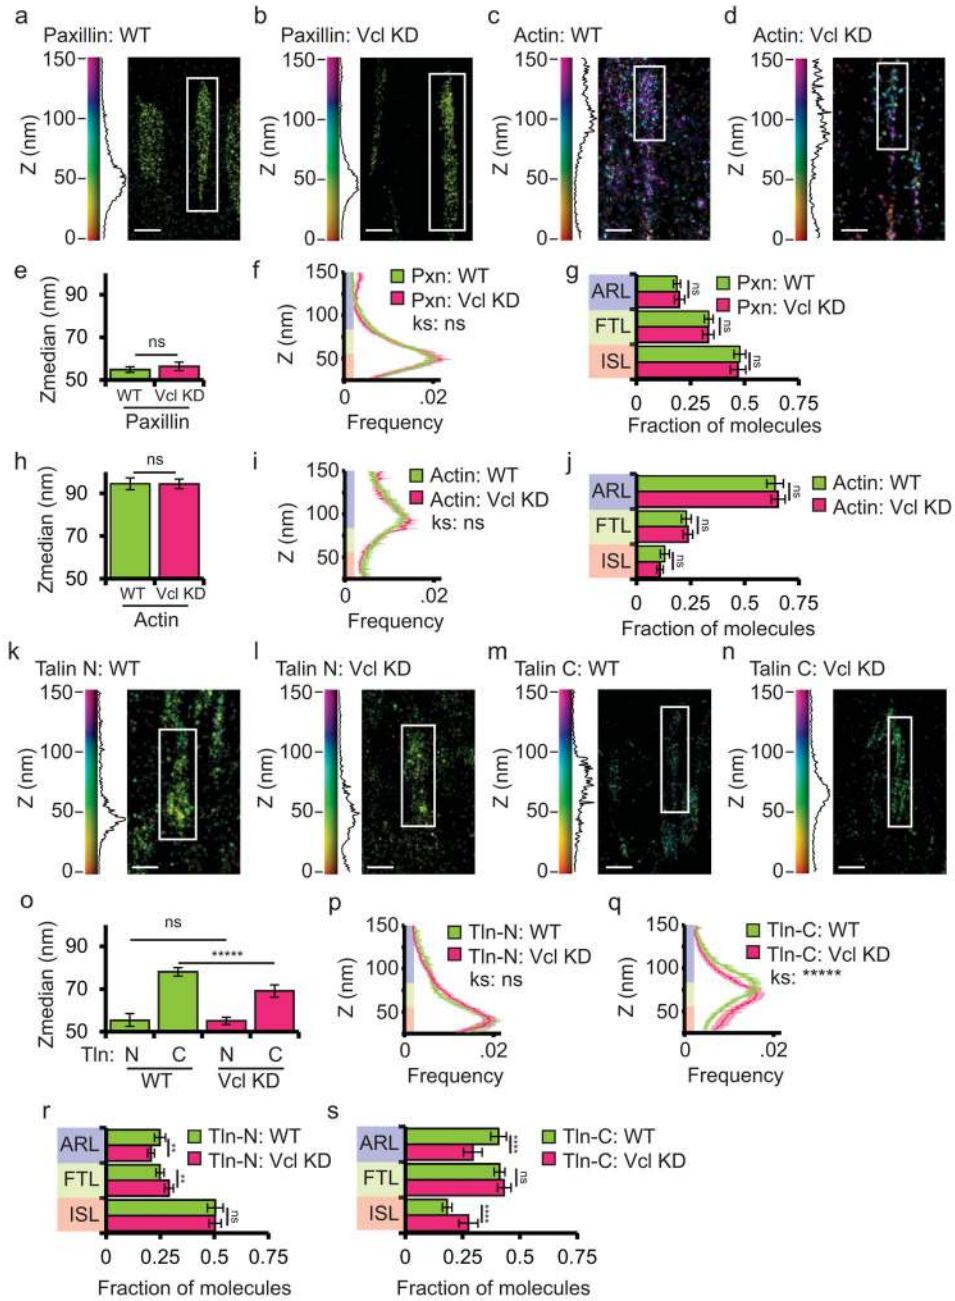 a
b
c
d
Paxillin: WT
Paxillin: Vcl KD
Actin: WT
Actin: Vcl KD
150
100
50
0
Z (nm)
150
100
50
0
Z (nm)
150
100
50
0
Z (nm)
150
100
50
0
Z (nm)
e
Zmedian (nm)
90
70
50
ns
WT Vcl KD
Paxillin
f
Z (nm)
150
100
50
Pxn: WT
Pxn: Vcl KD
ks: ns
0 .02
Frequency
g
ARL
FTL
ISL
ns
ns
ns
Pxn: WT
Pxn: Vcl KD
0 0.25 0.5 0.75
Fraction of molecules
h
Zmedian (nm)
90
70
50
ns
WT Vcl KD
Actin
i
Z (nm)
150
100
50
Actin: WT
Actin: Vcl KD
ks: ns
0 .02
Frequency
j
ARL
FTL
ISL
ns
ns
ns
Actin: WT
Actin: Vcl KD
0 0.25 0.5 0.75
Fraction of molecules
k
l
m
n
Talin N: WT
Talin N: Vcl KD
Talin C: WT
Talin C: Vcl KD
150
100
50
0
Z (nm)
150
100
50
0
Z (nm)
150
100
50
0
Z (nm)
150
100
50
0
Z (nm)
o
Zmedian (nm)
90
70
50
ns
*****
Tln: N C N C
WT Vcl KD
p
Z (nm)
150
100
50
Tln-N: WT
Tln-N: Vcl KD
ks: ns
0 .02
Frequency
q
Z (nm)
150
100
50
Tln-C: WT
Tln-C: Vcl KD
ks: *****
0 .02
Frequency
r
ARL
FTL
ISL
**
**
ns
Tln-N: WT
Tln-N: Vcl KD
0 0.25 0.5 0.75
Fraction of molecules
s
ARL
FTL
ISL
****
ns
****
Tln-C: WT
Tln-C: Vcl KD
0 0.25 0.5 0.75
Fraction of molecules